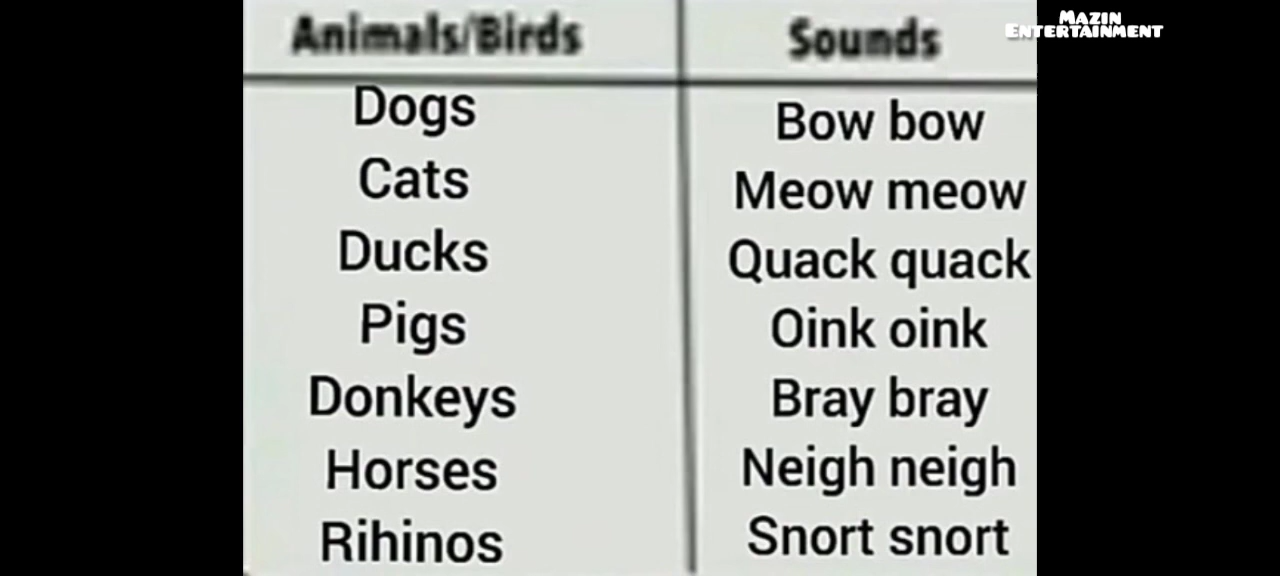 Animals/Birds Sounds
Dogs Bow bow
Cats Meow meow
Ducks Quack quack
Pigs Oink oink
Donkeys Bray bray
Horses Neigh neigh
Rihinos Snort snort
MAZIN
ENTERTAINMENT